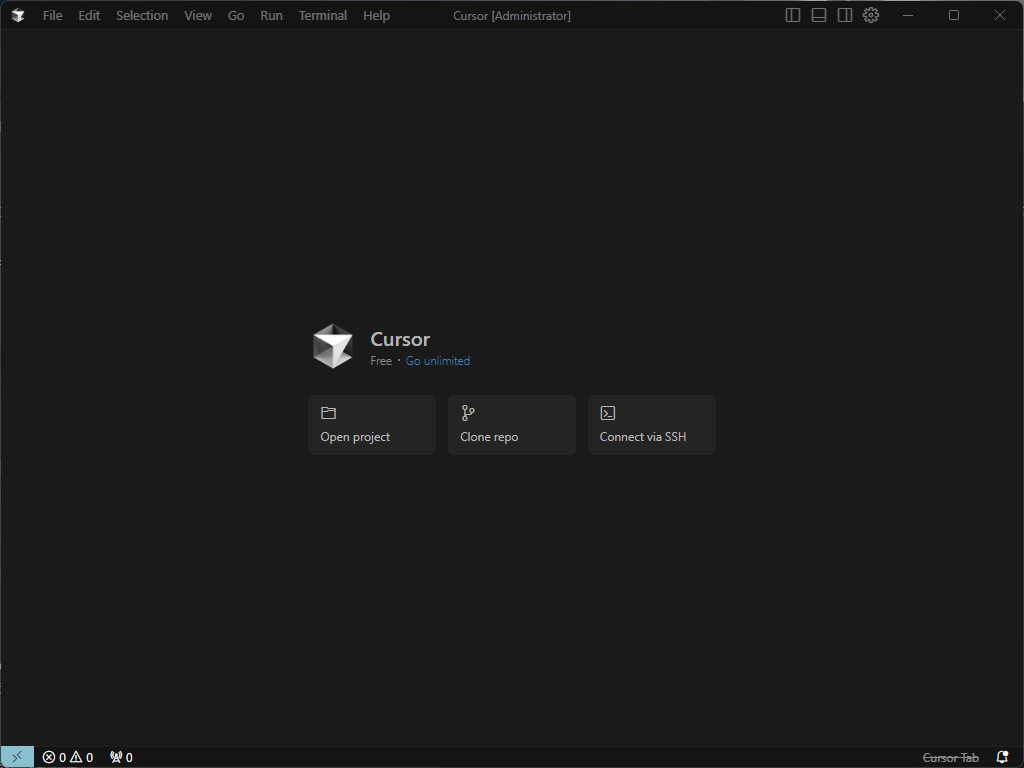 File Edit Selection View Go Run Terminal Help Cursor [Administrator]
Cursor
Free · Go unlimited
Open project Clone repo Connect via SSH
0 0 0 Cursor Tab